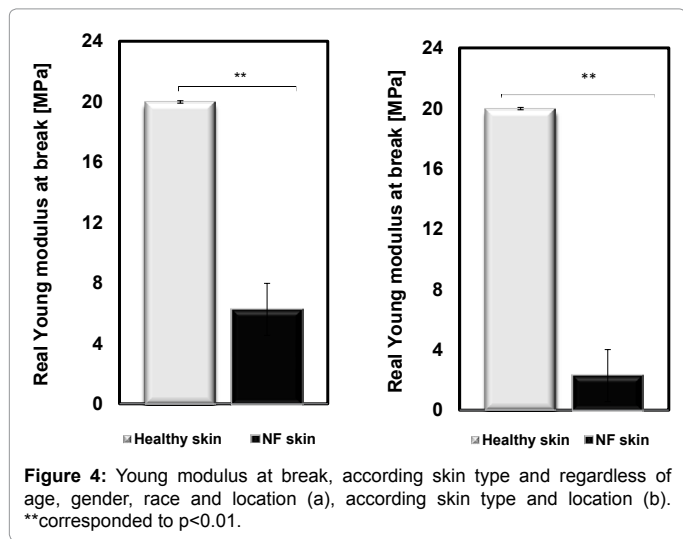 24
20
16
12
8
4
0
Real Young modulus at break [MPa]
**
Healthy skin NF skin
24
20
16
12
8
4
0
Real Young modulus at break [MPa]
**
Healthy skin NF skin
Figure 4: Young modulus at break, according skin type and regardless of
age, gender, race and location (a), according skin type and location (b).
**corresponded to p<0.01.